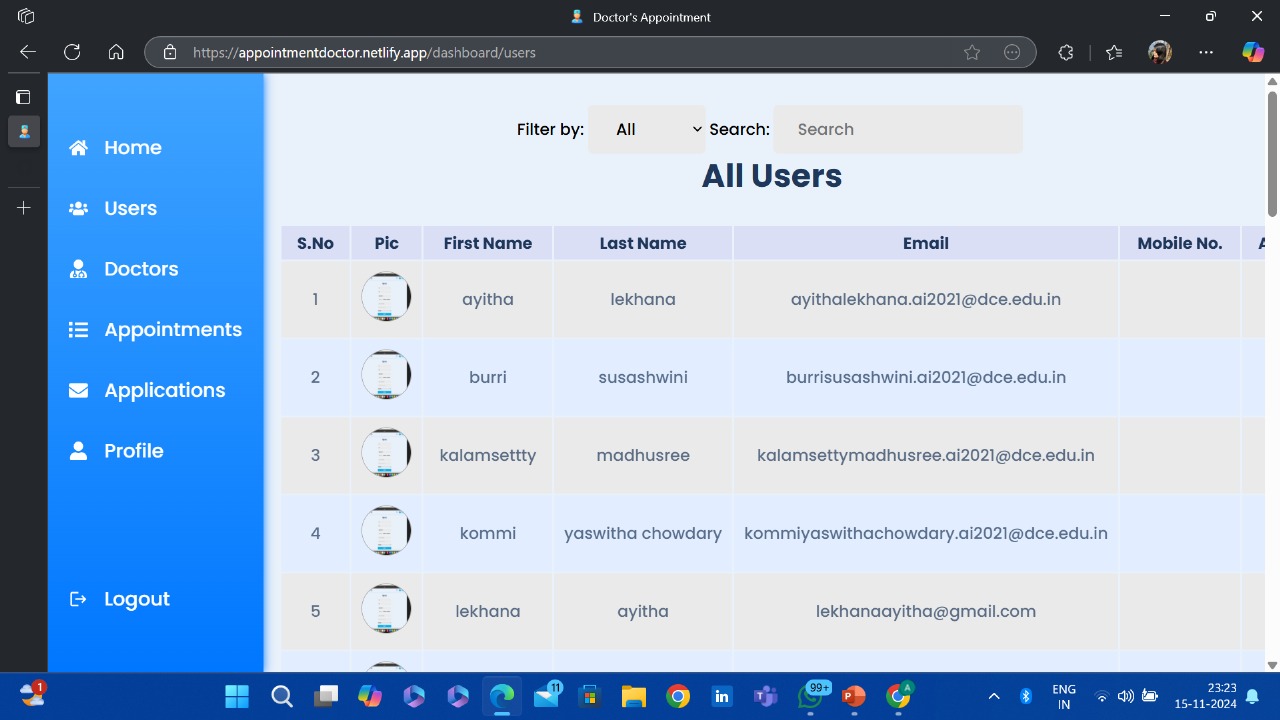 Doctor's Appointment
https://appointmentdoctor.netlify.app/dashboard/users
Home
Users
Doctors
Appointments
Applications
Profile
Logout
Filter by: All Search: Search
All Users
S.No Pic First Name Last Name Email Mobile No. A
1 ayitha lekhana ayithalekhana.ai2021@dce.edu.in
2 burri susashwini burrisusashwini.ai2021@dce.edu.in
3 kalamsettty madhusree kalamsettymadhusree.ai2021@dce.edu.in
4 kommi yaswitha chowdary kommiyaswithachowdary.ai2021@dce.edu.in
5 lekhana ayitha iekhanaayitha@gmail.com
1
11
99+
A
ENG
IN
23:23
15-11-2024